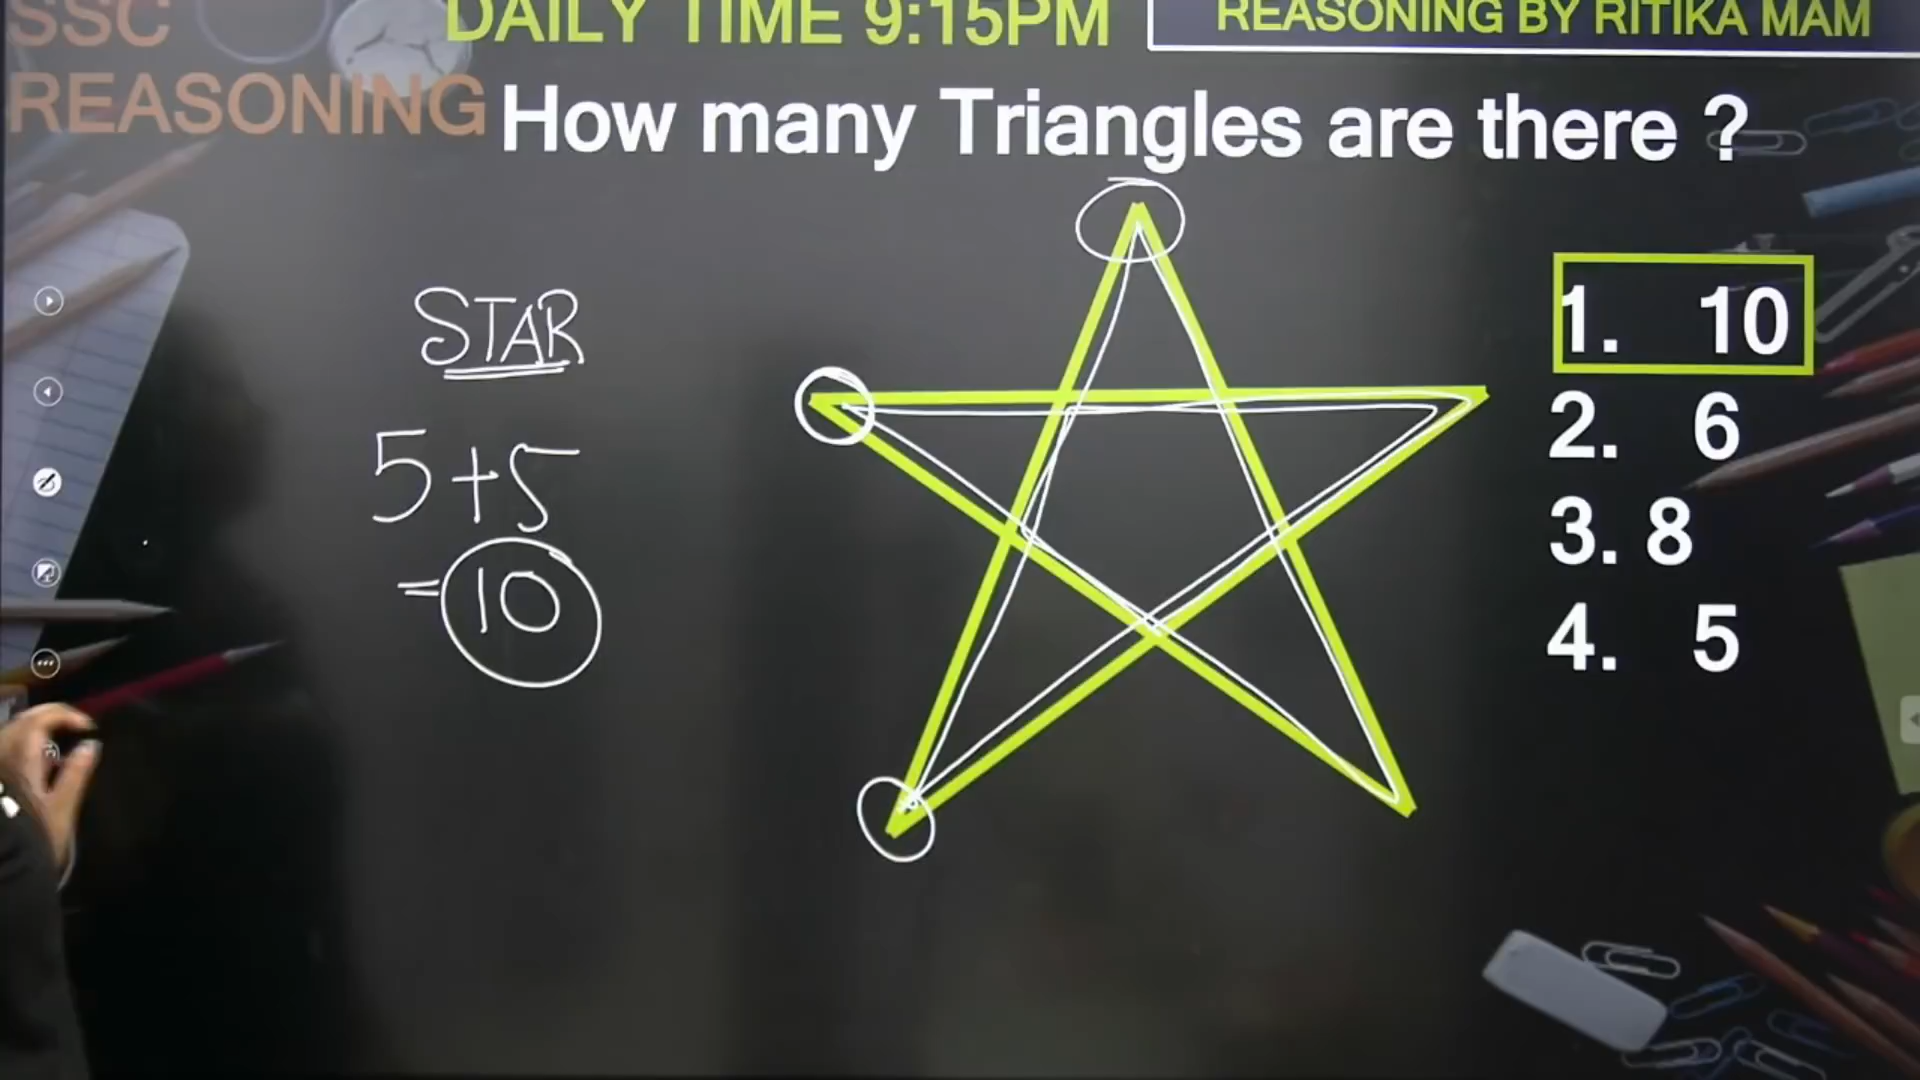 SSC
REASONING
DAILY TIME 9:15PM
REASONING BY RITIKA MAM
How many Triangles are there ?
STAR
5+5
=10
1. 10
2. 6
3. 8
4. 5